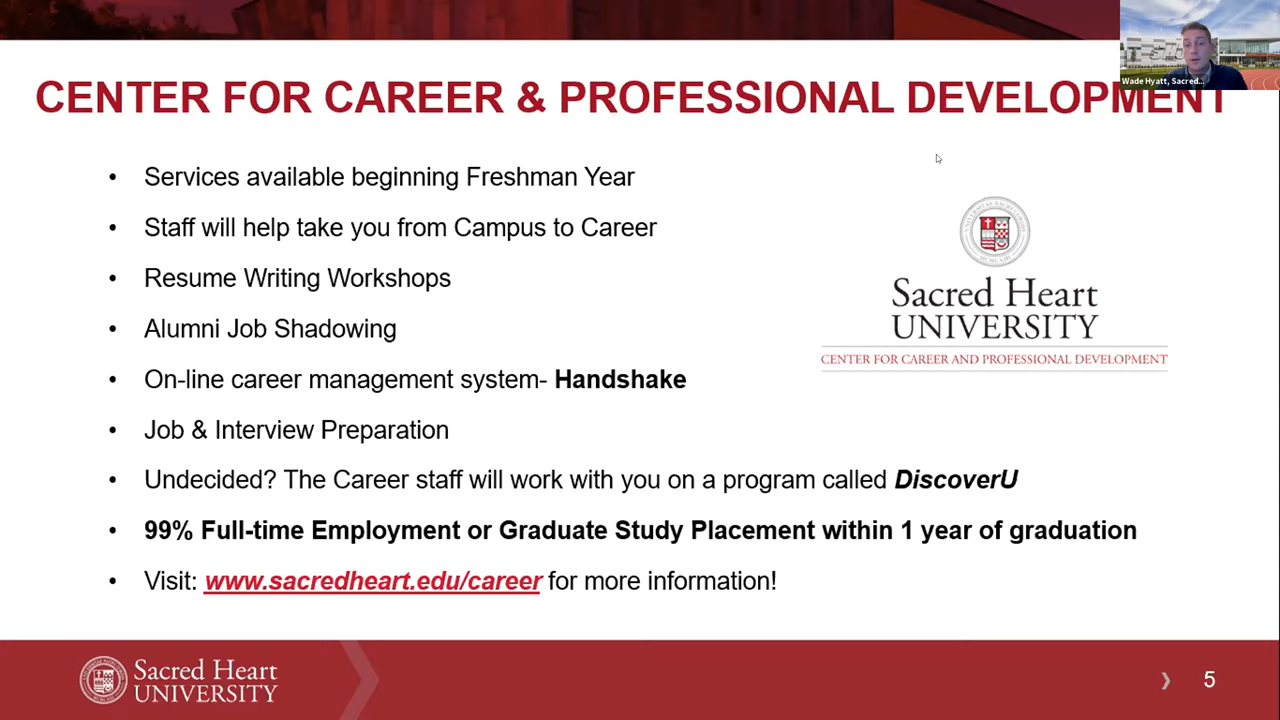 Wade Hyatt, Sacred...
CENTER FOR CAREER & PROFESSIONAL DEVELOPMENT
• Services available beginning Freshman Year
• Staff will help take you from Campus to Career
• Resume Writing Workshops
• Alumni Job Shadowing
• On-line career management system- Handshake
• Job & Interview Preparation
• Undecided? The Career staff will work with you on a program called DiscoverU
• 99% Full-time Employment or Graduate Study Placement within 1 year of graduation
• Visit: www.sacredheart.edu/career for more information!
Sacred Heart
UNIVERSITY
CENTER FOR CAREER AND PROFESSIONAL DEVELOPMENT
Sacred Heart
UNIVERSITY
5